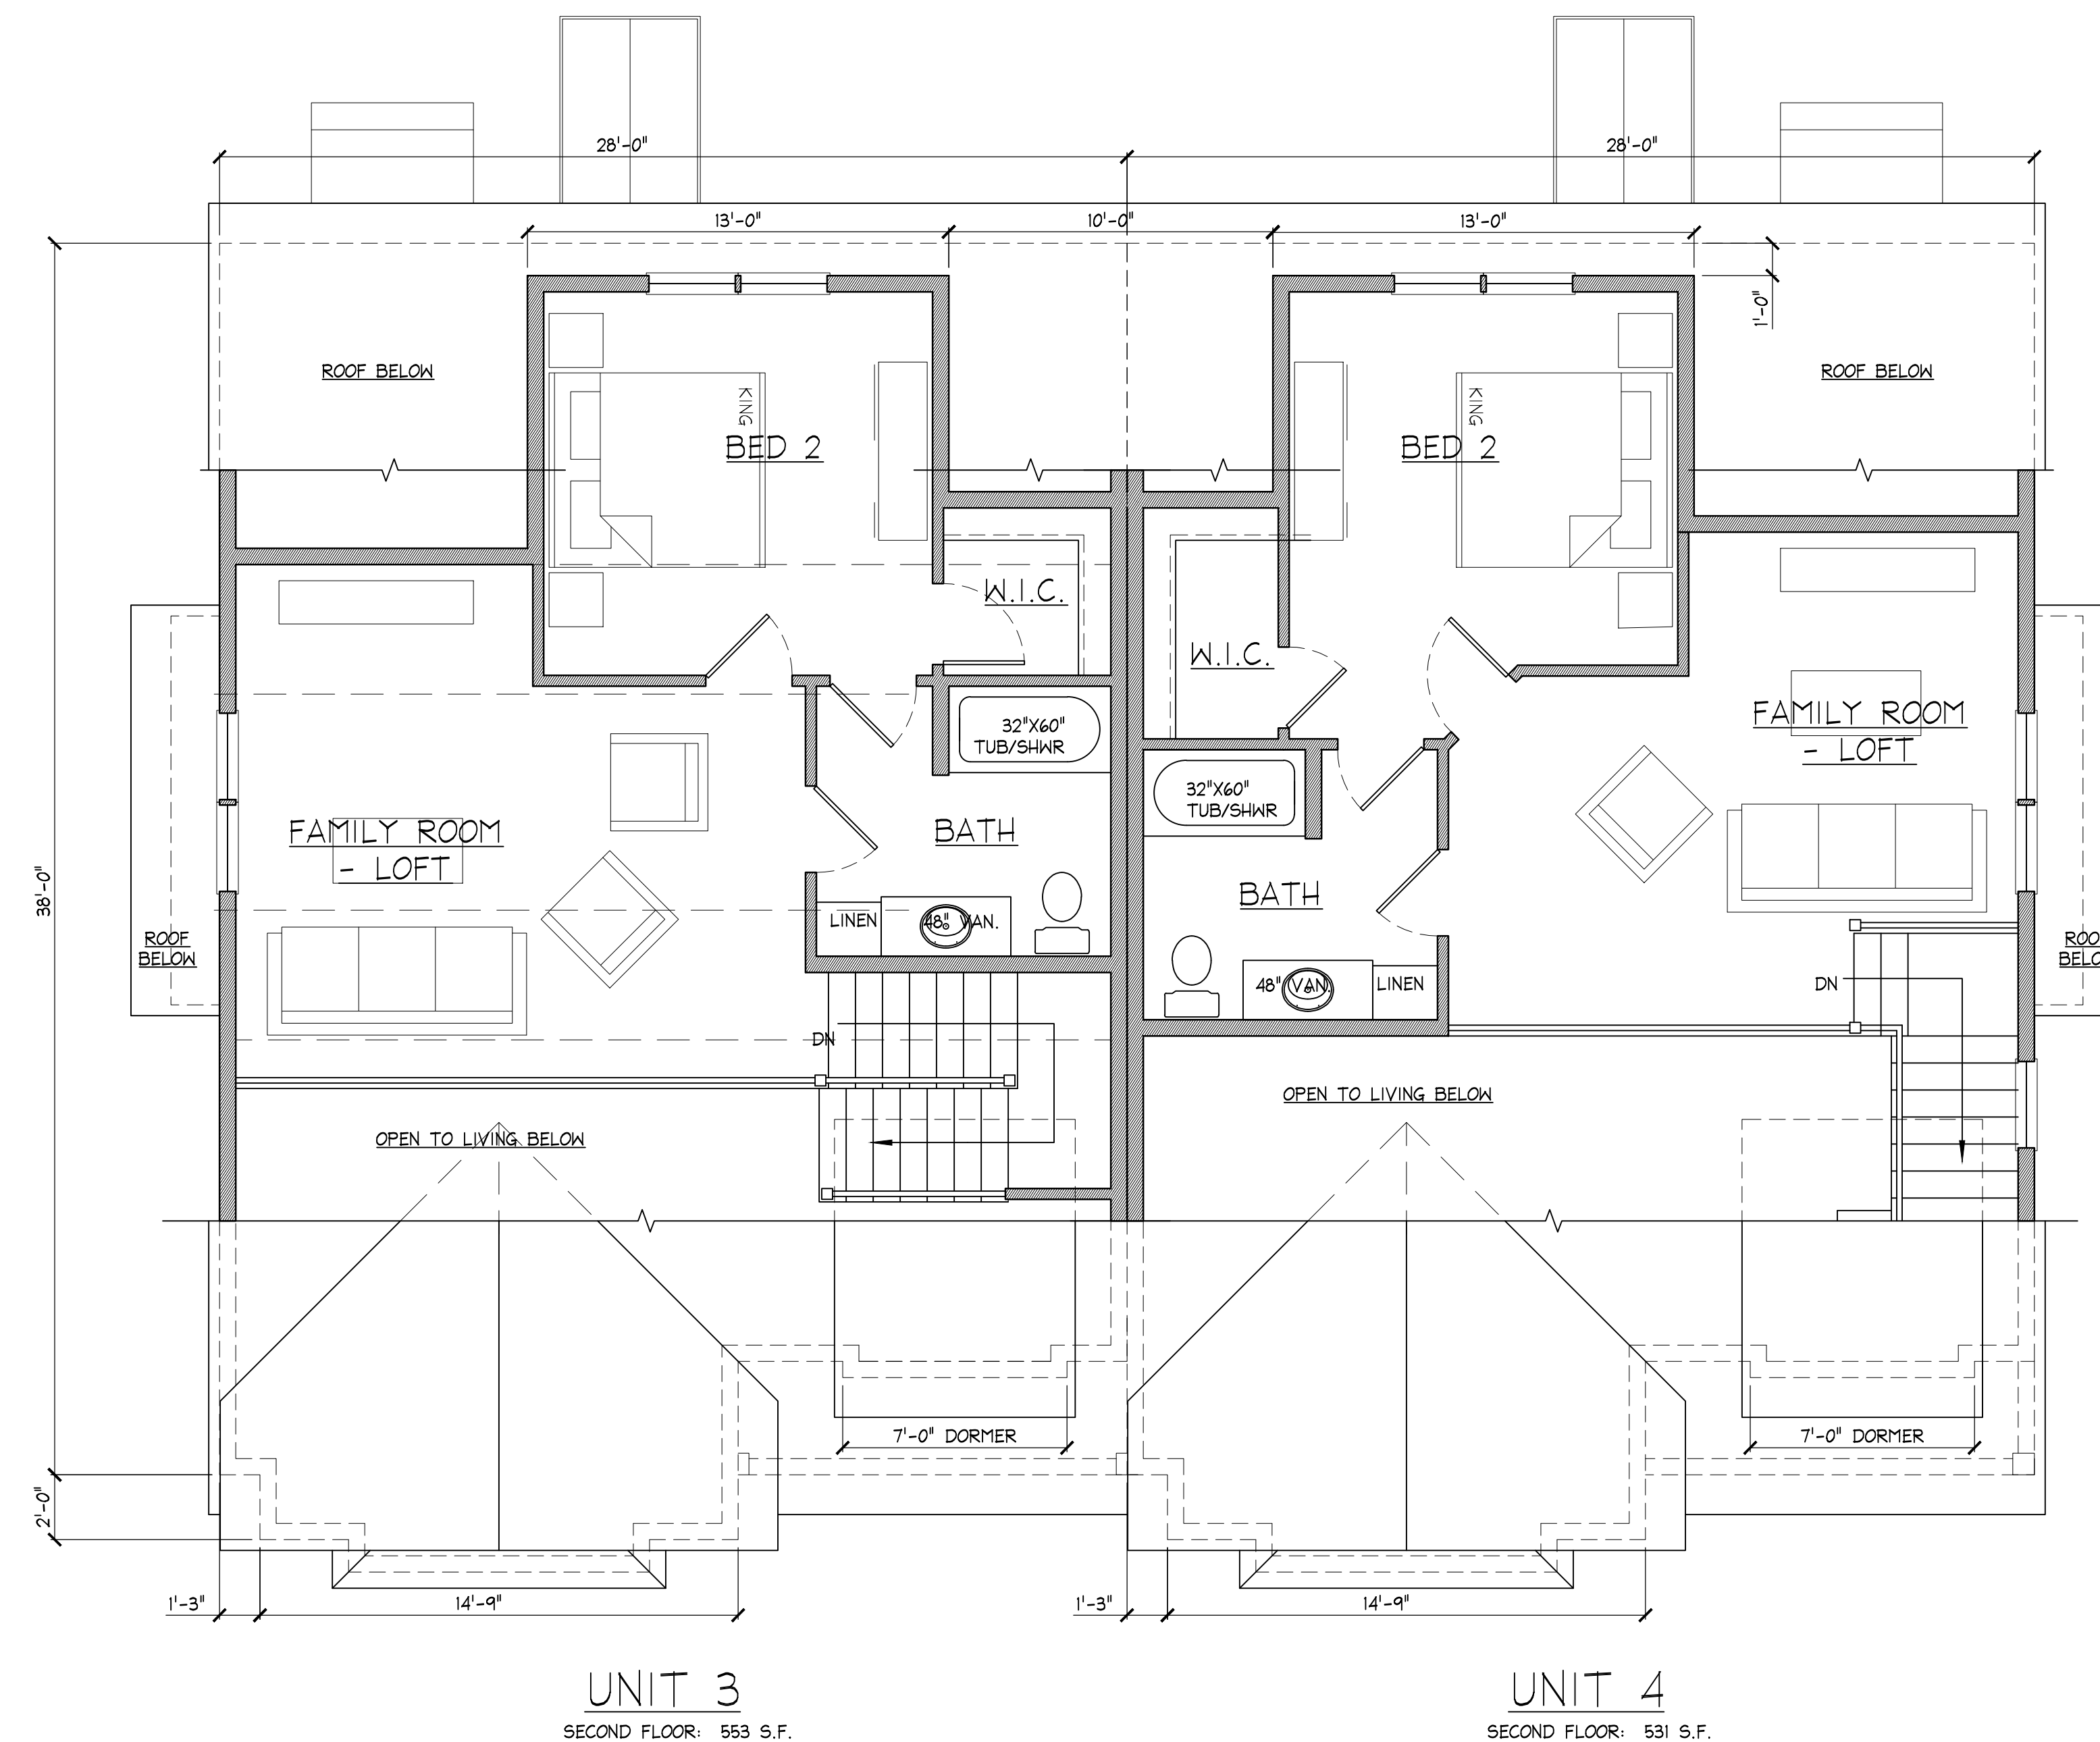 28'-0"
28'-0"
13'-0"
10'-0"
13'-0"
1'-0"
ROOF BELOW
ROOF BELOW
KING
KING
BED 2
BED 2
W.I.C.
W.I.C.
32"X60"
TUB/SHWR
FAMILY ROOM
- LOFT
32"X60"
TUB/SHWR
FAMILY ROOM
- LOFT
BATH
BATH
38'-0"
LINEN
48" VAN.
ROOF
BELOW
48" VAN.
LINEN
DN
DN
OPEN TO LIVING BELOW
OPEN TO LIVING BELOW
7'-0" DORMER
7'-0" DORMER
2'-0"
1'-3"
14'-9"
1'-3"
14'-9"
UNIT 3
SECOND FLOOR: 553 S.F.
UNIT 4
SECOND FLOOR: 531 S.F.